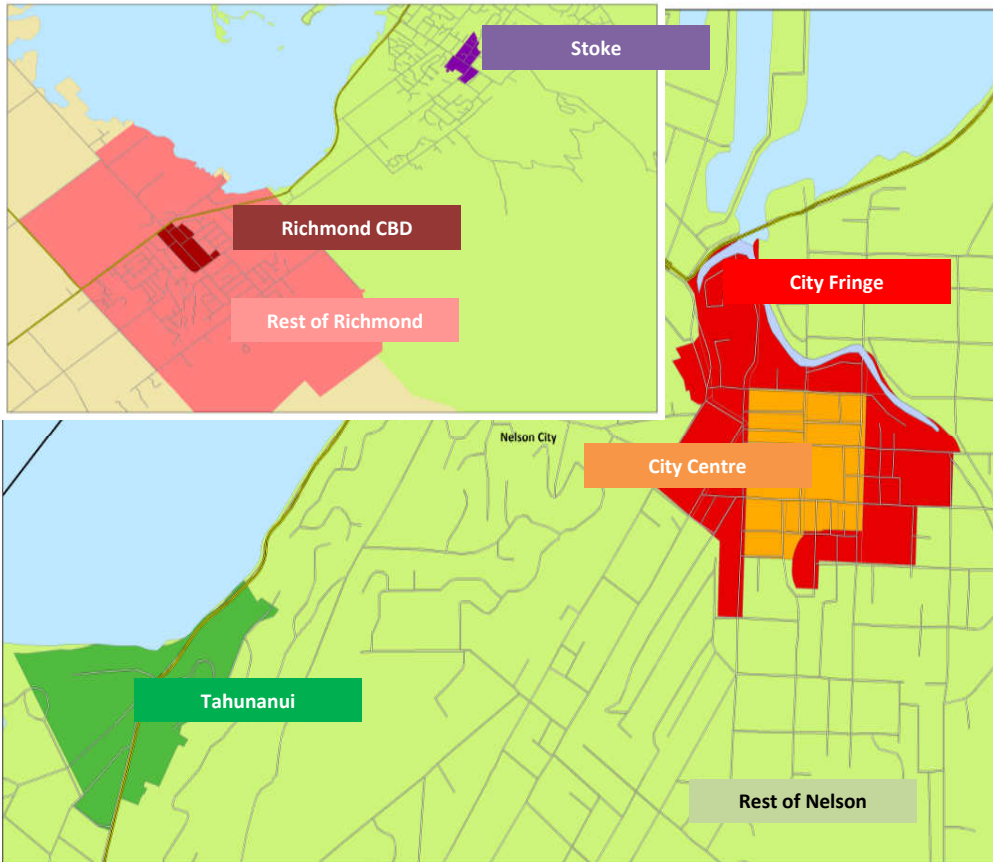 Stoke
Richmond CBD
Rest of Richmond
City Fringe
Nelson City
City Centre
Tahunanui
Rest of Nelson